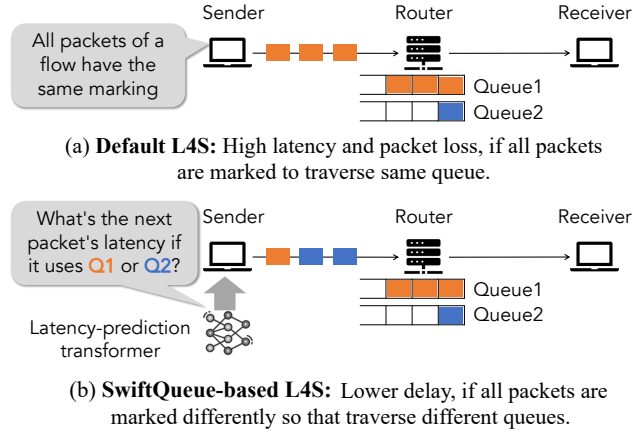 Sender
Router
Receiver
All packets of a
flow have the
same marking
Queue1
Queue2
(a) Default L4S: High latency and packet loss, if all packets
are marked to traverse same queue.
What's the next
packet's latency if
it uses Q1 or Q2?
Sender
Router
Receiver
Queue1
Queue2
Latency-prediction
transformer
(b) SwiftQueue-based L4S: Lower delay, if all packets are
marked differently so that traverse different queues.